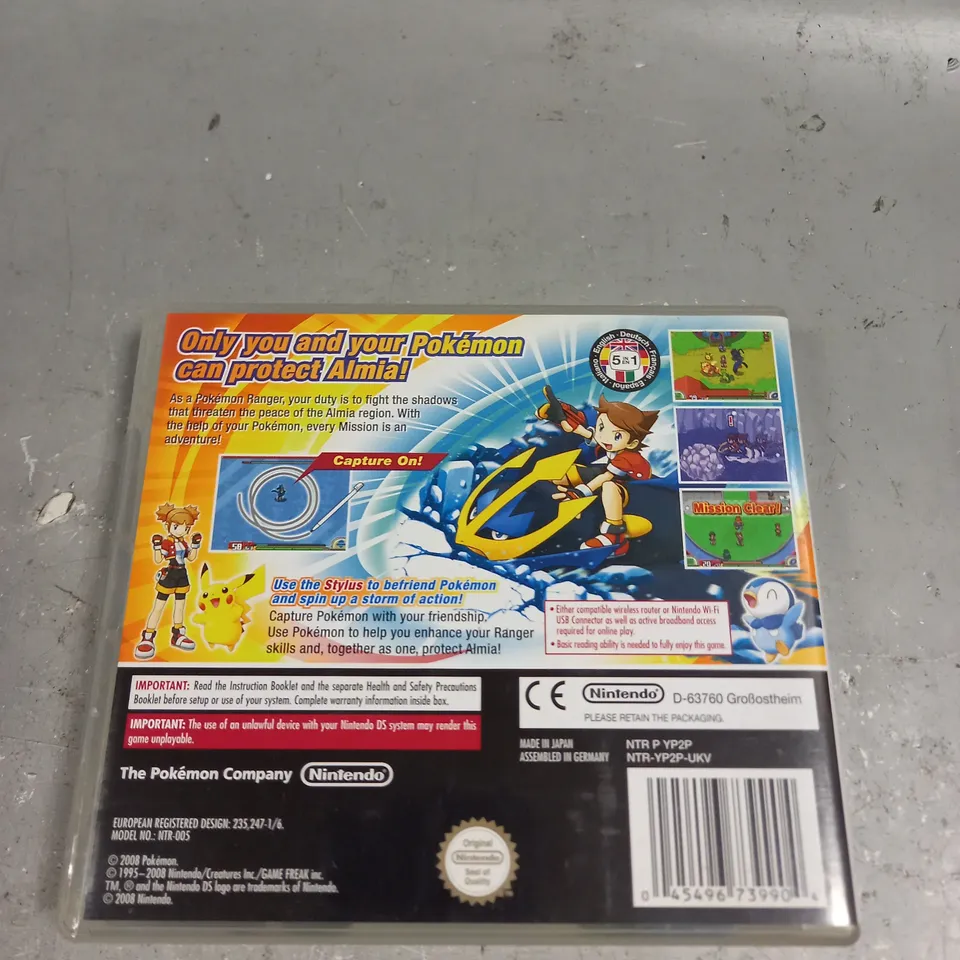 Only you and your Pokémon
can protect Almia!
As a Pokémon Ranger, your duty is to fight the shadows
that threaten the peace of the Almia region. With
the help of your Pokémon, every Mission is an
adventure!
Capture On!
English · Deutsch · Français · Español · Italiano
5 IN EN 1
Mission Clear!
Use the Stylus to befriend Pokémon
and spin up a storm of action!
Capture Pokémon with your friendship.
Use Pokémon to help you enhance your Ranger
skills and, together as one, protect Almia!
• Either compatible wireless router or Nintendo Wi-Fi
USB Connector as well as active broadband access
required for online play.
• Basic reading ability is needed to fully enjoy this game.
IMPORTANT: Read the Instruction Booklet and the separate Health and Safety Precautions
Booklet before setup or use of your system. Complete warranty information inside box.
IMPORTANT: The use of an unlawful device with your Nintendo DS system may render this
game unplayable.
CE Nintendo D-63760 Großostheim
PLEASE RETAIN THE PACKAGING.
MADE IN JAPAN
ASSEMBLED IN GERMANY
NTR P YP2P
NTR-YP2P-UKV
The Pokémon Company Nintendo
EUROPEAN REGISTERED DESIGN: 235,247-1/6.
MODEL NO.: NTR-005
© 2008 Pokémon.
© 1995–2008 Nintendo/Creatures Inc./GAME FREAK inc.
TM, ® and the Nintendo DS logo are trademarks of Nintendo.
© 2008 Nintendo.
Original
Nintendo
Seal of
Quality
0 45496 73990 4